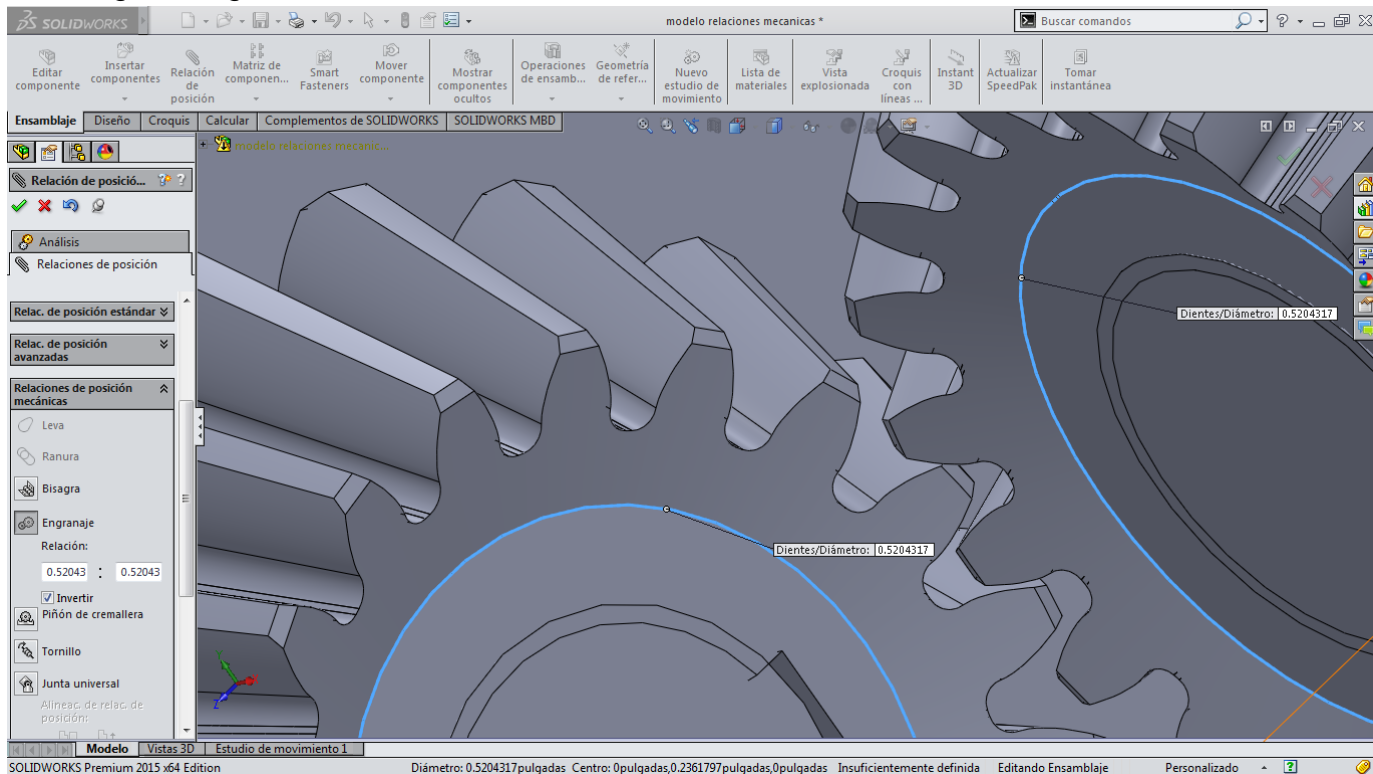 SOLIDWORKS
modelo relaciones mecanicas *
Buscar comandos
Editar componente
Insertar componentes
Relación de posición
Matriz de componen...
Smart Fasteners
Mover componente
Mostrar componentes ocultos
Operaciones de ensamb...
Geometría de refer...
Nuevo estudio de movimiento
Lista de materiales
Vista explosionada
Croquis con líneas ...
Instant 3D
Actualizar SpeedPak
Tomar instantánea
Ensamblaje
Diseño
Croquis
Calcular
Complementos de SOLIDWORKS
SOLIDWORKS MBD
modelo relaciones mecanic...
Relación de posició...
Análisis
Relaciones de posición
Relac. de posición estándar
Relac. de posición
avanzadas
Relaciones de posición
mecánicas
Leva
Ranura
Bisagra
Engranaje
Relación:
0.52043 : 0.52043
Invertir
Piñón de cremallera
Tornillo
Junta universal
Alineac. de relac. de
posición:
Dientes/Diámetro: 0.5204317
Dientes/Diámetro: 0.5204317
Y
X
Z
Modelo
Vistas 3D
Estudio de movimiento 1
SOLIDWORKS Premium 2015 x64 Edition
Diámetro: 0.5204317pulgadas Centro: 0pulgadas,0.2361797pulgadas,0pulgadas
Insuficientemente definida
Editando Ensamblaje
Personalizado